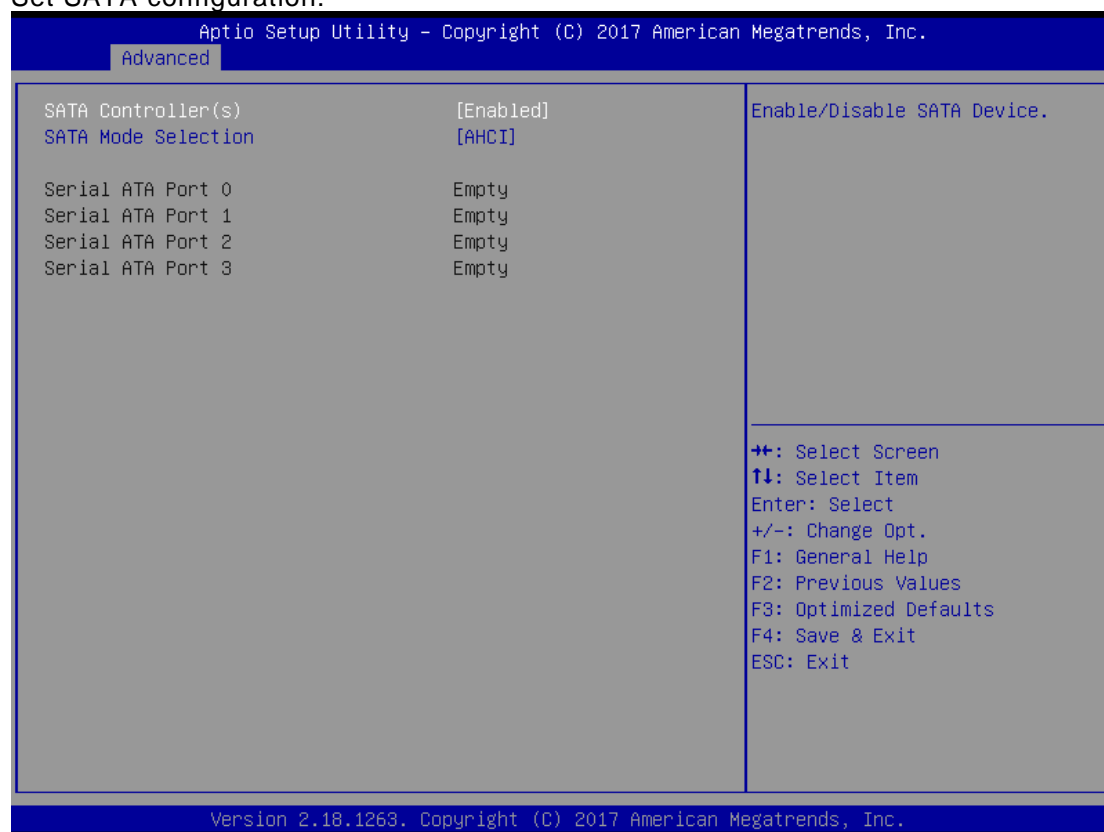 Set SATA configuration.
Aptio Setup Utility – Copyright (C) 2017 American Megatrends, Inc.
Advanced
SATA Controller(s) [Enabled]
SATA Mode Selection [AHCI]
Serial ATA Port 0 Empty
Serial ATA Port 1 Empty
Serial ATA Port 2 Empty
Serial ATA Port 3 Empty
Enable/Disable SATA Device.
→←: Select Screen
↑↓: Select Item
Enter: Select
+/-: Change Opt.
F1: General Help
F2: Previous Values
F3: Optimized Defaults
F4: Save & Exit
ESC: Exit
Version 2.18.1263. Copyright (C) 2017 American Megatrends, Inc.